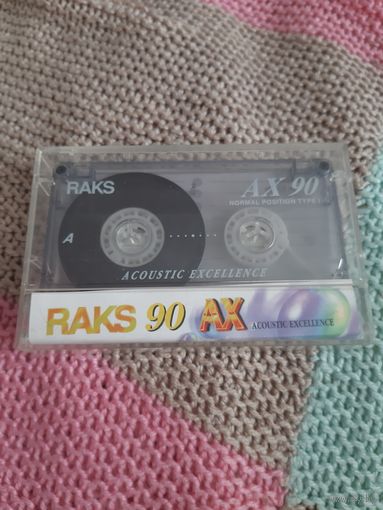 RAKS
AX 90
NORMAL POSITION TYPE I
A
ACOUSTIC EXCELLENCE
RAKS 90 AX ACOUSTIC EXCELLENCE